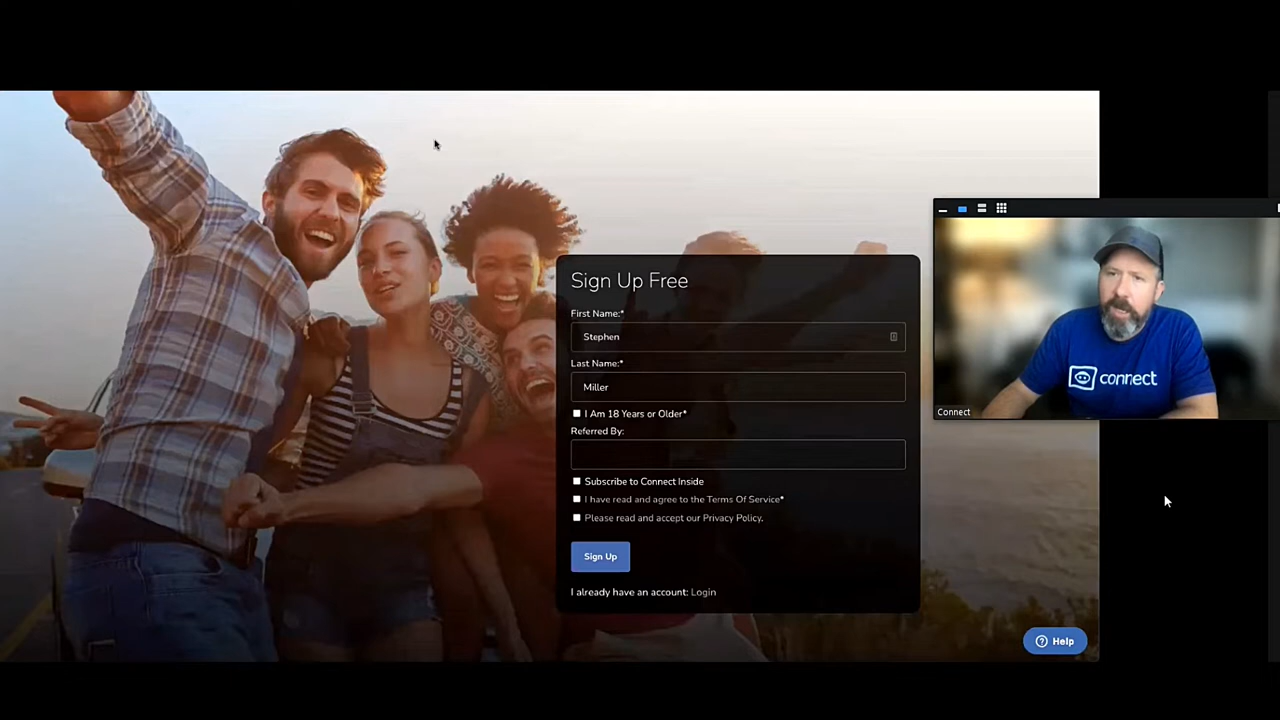 Sign Up Free
First Name:*
Stephen
Last Name:*
Miller
I Am 18 Years or Older*
Referred By:
Subscribe to Connect Inside
I have read and agree to the Terms Of Service*
Please read and accept our Privacy Policy.
Sign Up
I already have an account: Login
connect
Connect
Help